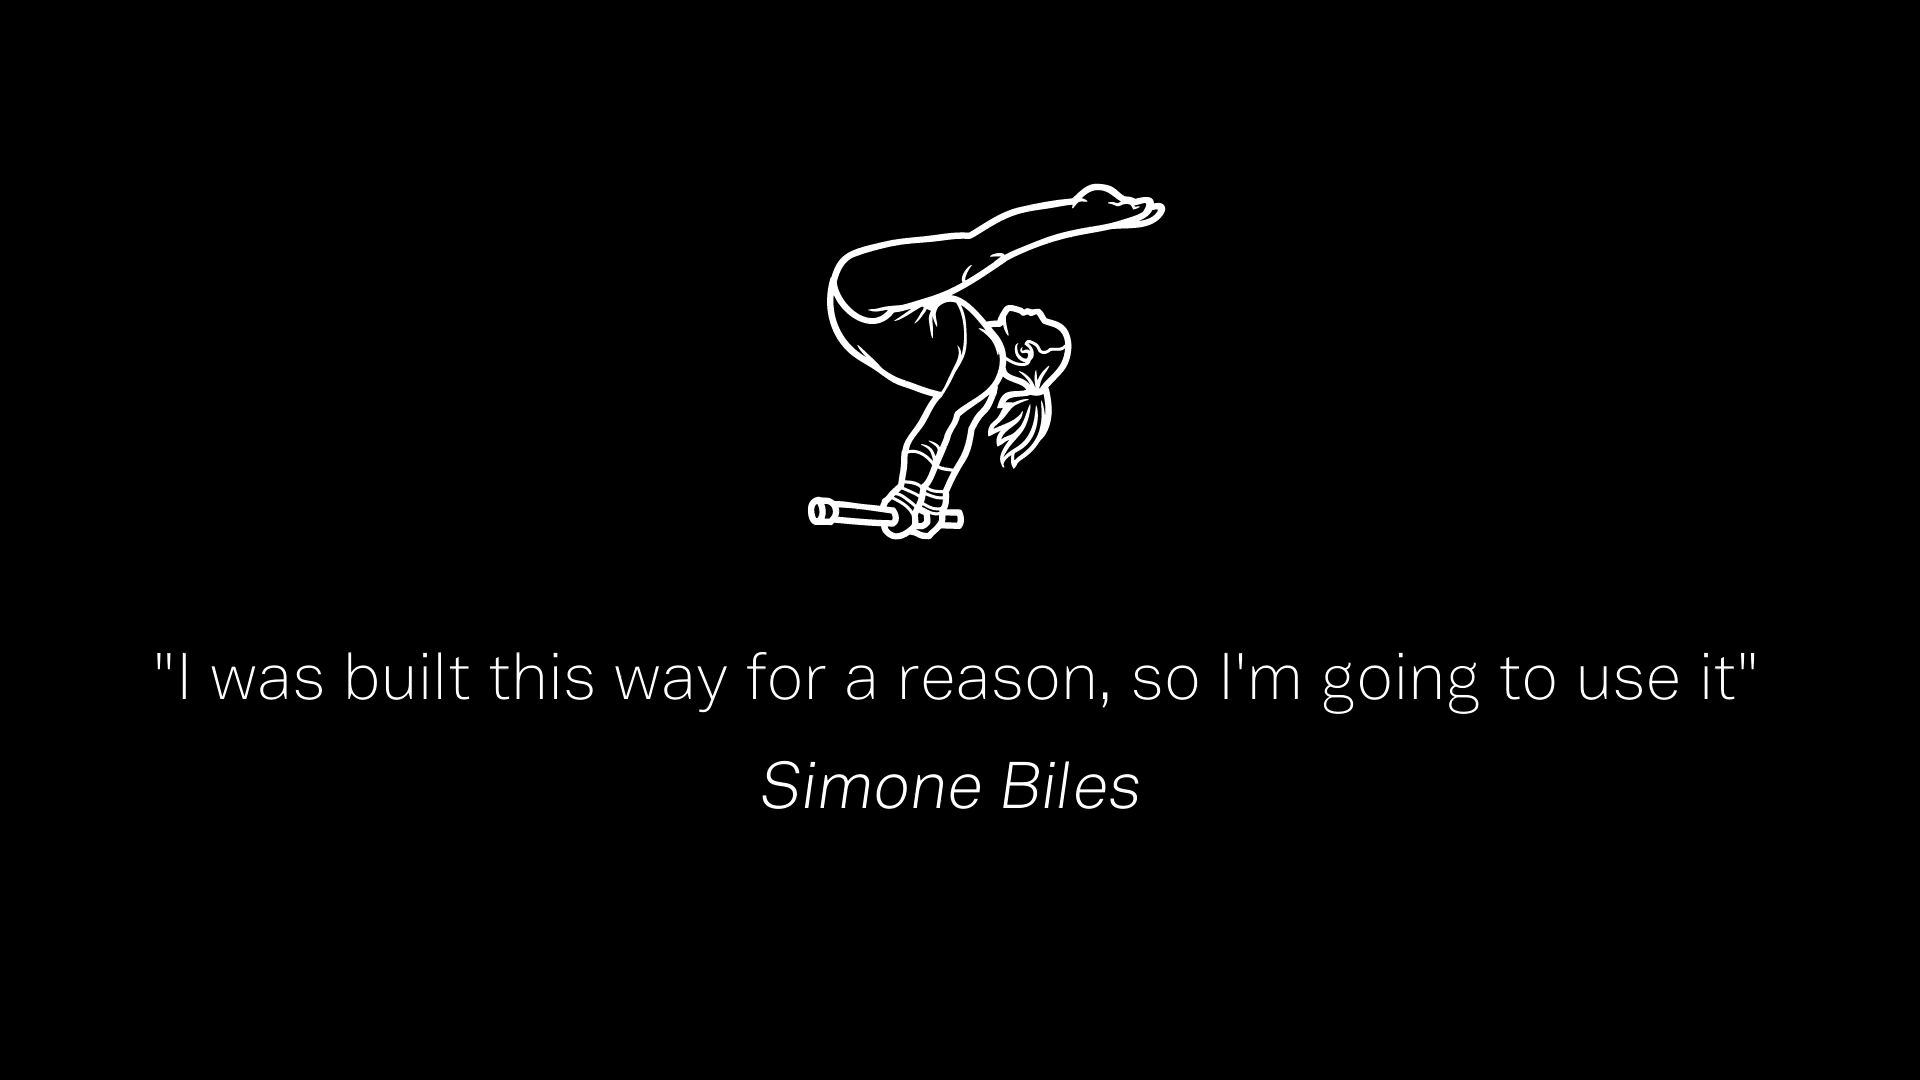 "I was built this way for a reason, so I'm going to use it"
Simone Biles